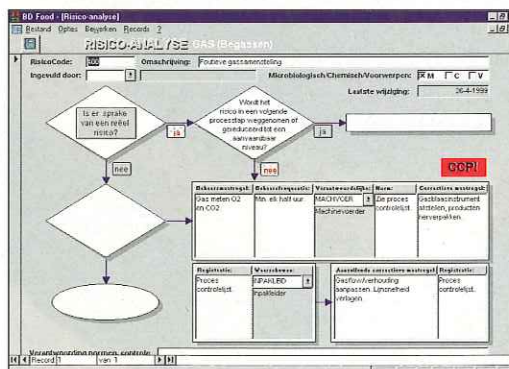 BD Food - [Risico-analyse]
Bestand Opties Bewerken Records ?
RISICO-ANALYSE GAS (Begassen)
RisicoCode: 600 Omschrijving: Foutieve gassamenstelling
Ingevuld door: Microbiologisch/Chemisch/Voorwerpen: M C V
Laatste wijziging: 26-4-1999
Is er sprake
van een reëel
risico?
ja
Wordt het
risico in een volgende
processtap weggenomen of
gereduceerd tot een
aanvaardbaar
niveau?
ja
nee
nee
CCP!
Beheersmaatregel: Beheersfrequentie: Verantwoordelijke: Norm: Correctieve maatregel:
Gas meten O2
en CO2
Min. elk half uur.
MACHVOER
Machinevoerder
Zie proces
controlelijst.
Gasblaasinstrument
afstellen, producten
herverpakken.
Registratie: Waarnemer: Aanvullende correctieve maatregel: Registratie:
Proces
controlelijst.
INPAKLEID
Inpakleider
Gasflow/verhouding
aanpassen. Lijnsnelheid
verlagen.
Proces
controlelijst.
Verantwoording normen, controle
Record 1 van 1